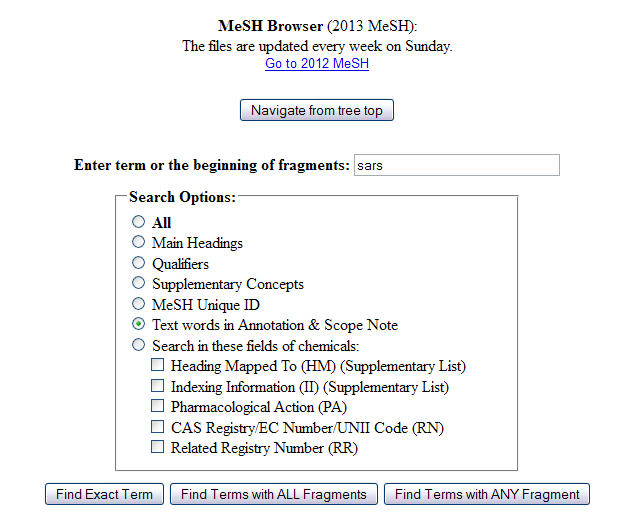 MeSH Browser (2013 MeSH):
The files are updated every week on Sunday.
Go to 2012 MeSH
Navigate from tree top
Enter term or the beginning of fragments: sars
Search Options:
All
Main Headings
Qualifiers
Supplementary Concepts
MeSH Unique ID
Text words in Annotation & Scope Note
Search in these fields of chemicals:
Heading Mapped To (HM) (Supplementary List)
Indexing Information (II) (Supplementary List)
Pharmacological Action (PA)
CAS Registry/EC Number/UNII Code (RN)
Related Registry Number (RR)
Find Exact Term Find Terms with ALL Fragments Find Terms with ANY Fragment